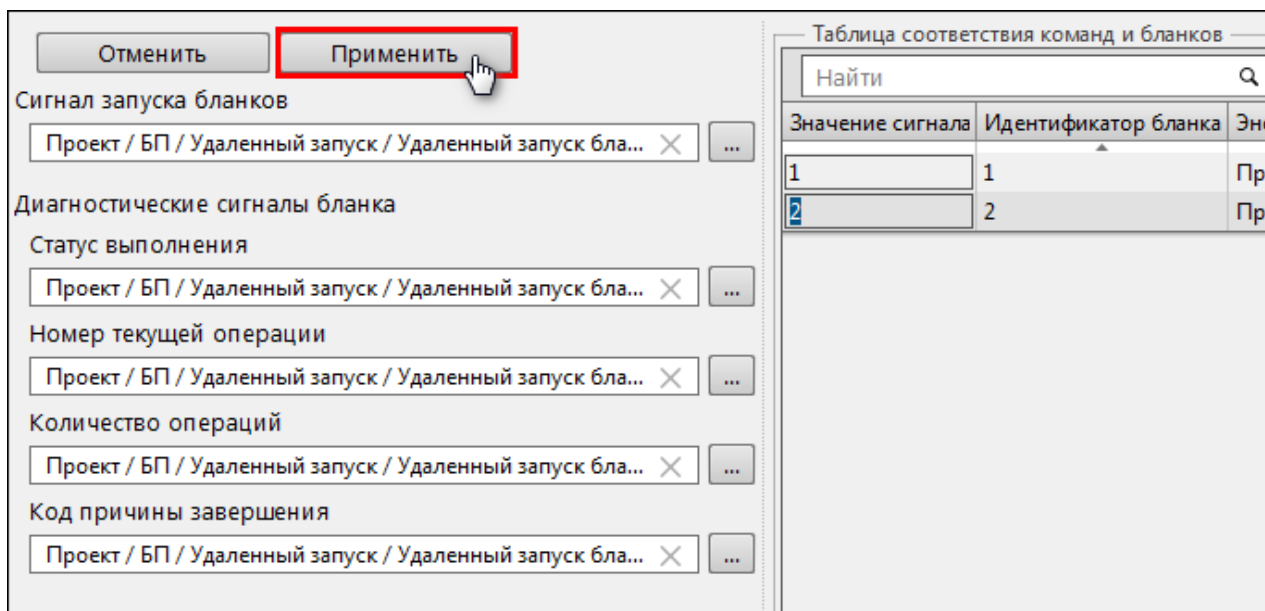 Отменить
Применить
Сигнал запуска бланков
Проект / БП / Удаленный запуск / Удаленный запуск бла...
...
Диагностические сигналы бланка
Статус выполнения
Проект / БП / Удаленный запуск / Удаленный запуск бла...
...
Номер текущей операции
Проект / БП / Удаленный запуск / Удаленный запуск бла...
...
Количество операций
Проект / БП / Удаленный запуск / Удаленный запуск бла...
...
Код причины завершения
Проект / БП / Удаленный запуск / Удаленный запуск бла...
...
Таблица соответствия команд и бланков
Найти
Значение сигнала Идентификатор бланка
1 1 Пр
2 2 Пр